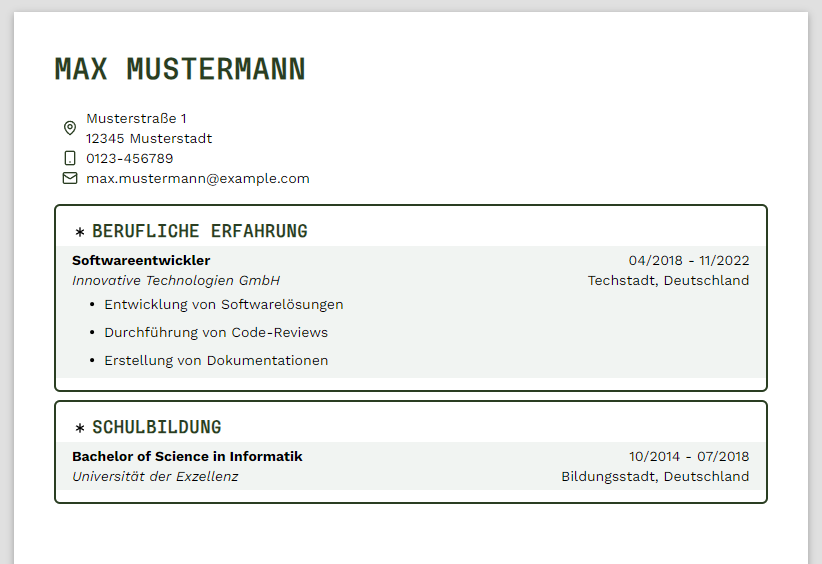 MAX MUSTERMANN
Musterstraße 1
12345 Musterstadt
0123-456789
max.mustermann@example.com
* BERUFLICHE ERFAHRUNG
Softwareentwickler 04/2018 - 11/2022
Innovative Technologien GmbH Techstadt, Deutschland
• Entwicklung von Softwarelösungen
• Durchführung von Code-Reviews
• Erstellung von Dokumentationen
* SCHULBILDUNG
Bachelor of Science in Informatik 10/2014 - 07/2018
Universität der Exzellenz Bildungsstadt, Deutschland